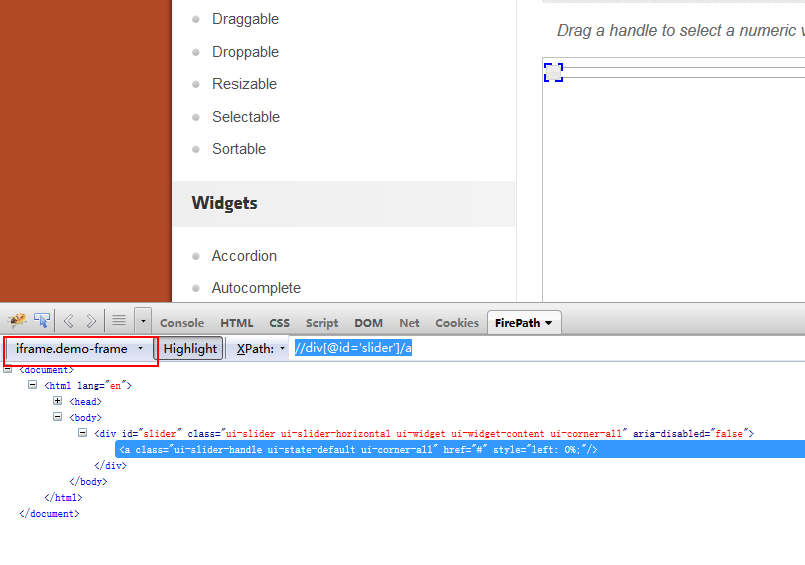 Draggable
Droppable
Resizable
Selectable
Sortable
Widgets
Accordion
Autocomplete
Drag a handle to select a numeric v
Console HTML CSS Script DOM Net Cookies FirePath
iframe.demo-frame Highlight XPath: //div[@id='slider']/a
<document>
<html lang="en">
<head>
<body>
<div id="slider" class="ui-slider ui-slider-horizontal ui-widget ui-widget-content ui-corner-all" aria-disabled="false">
<a class="ui-slider-handle ui-state-default ui-corner-all" href="#" style="left: 0%;"/>
</div>
</body>
</html>
</document>